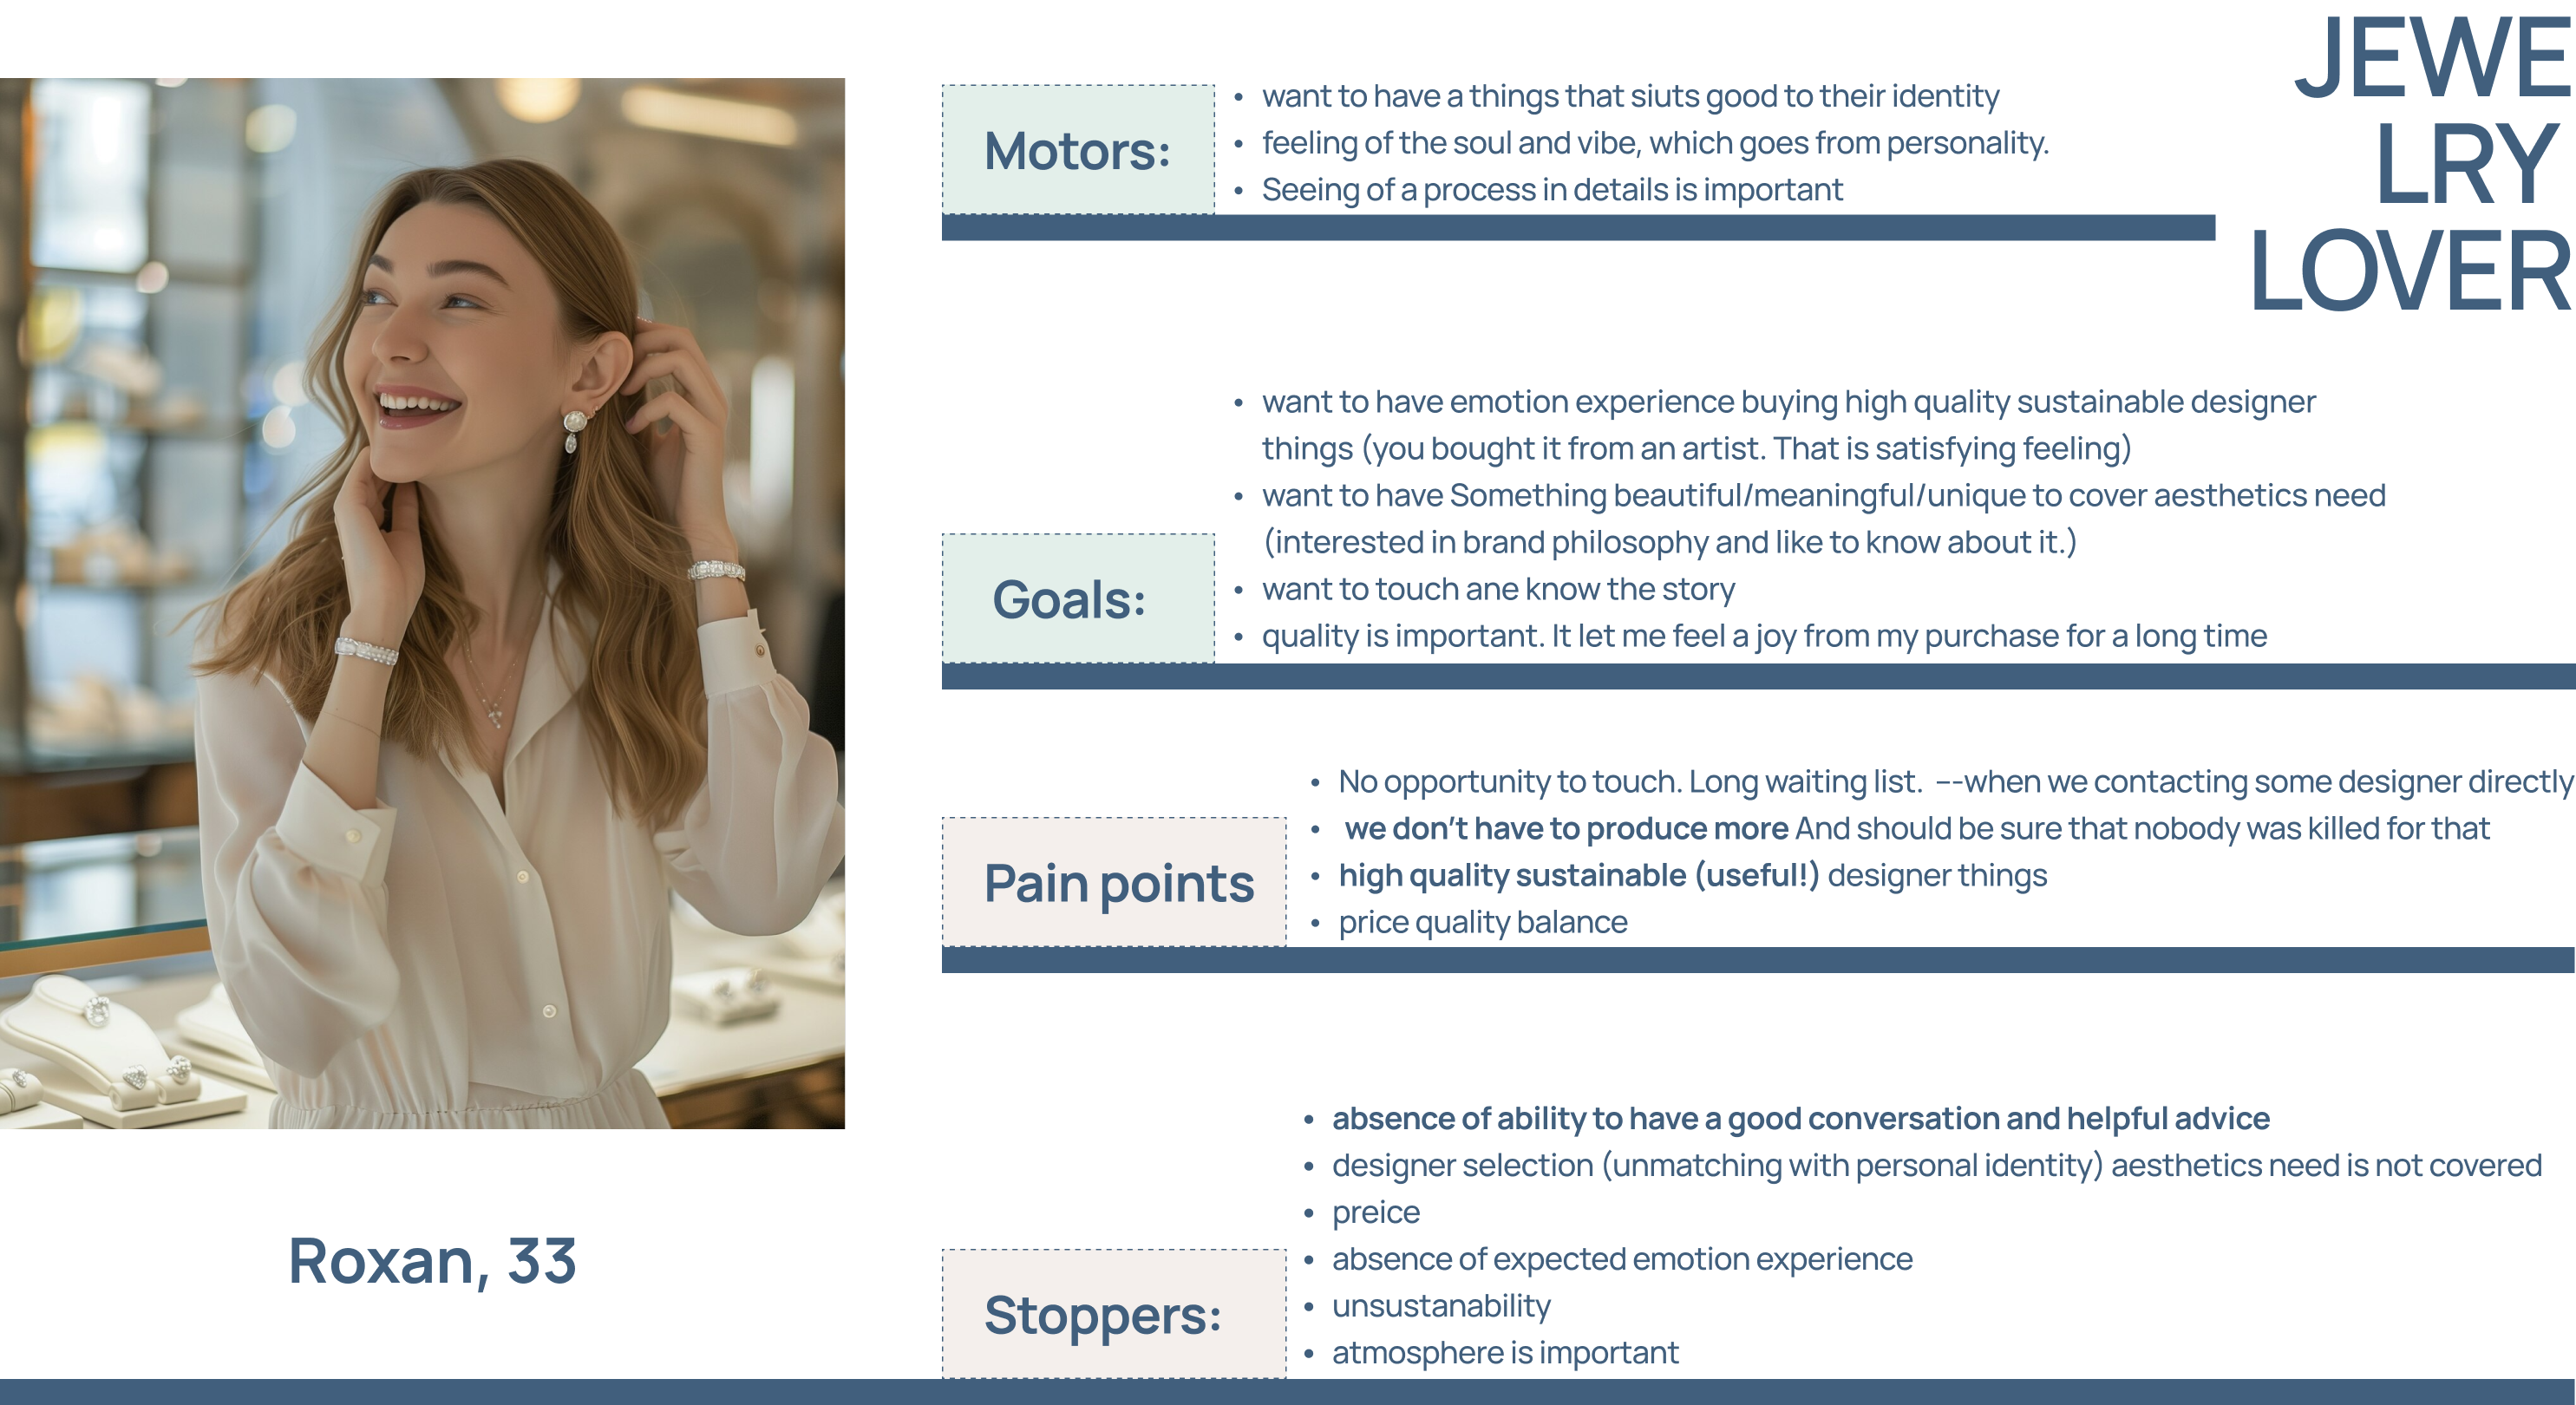 JEWE
LRY
LOVER
Motors:
• want to have a things that siuts good to their identity
• feeling of the soul and vibe, which goes from personality.
• Seeing of a process in details is important
Goals:
• want to have emotion experience buying high quality sustainable designer
things (you bought it from an artist. That is satisfying feeling)
• want to have Something beautiful/meaningful/unique to cover aesthetics need
(interested in brand philosophy and like to know about it.)
• want to touch ane know the story
• quality is important. It let me feel a joy from my purchase for a long time
Pain points
• No opportunity to touch. Long waiting list. –-when we contacting some designer directly
• we don't have to produce more And should be sure that nobody was killed for that
• high quality sustainable (useful!) designer things
• price quality balance
Stoppers:
• absence of ability to have a good conversation and helpful advice
• designer selection (unmatching with personal identity) aesthetics need is not covered
• preice
• absence of expected emotion experience
• unsustanability
• atmosphere is important
Roxan, 33